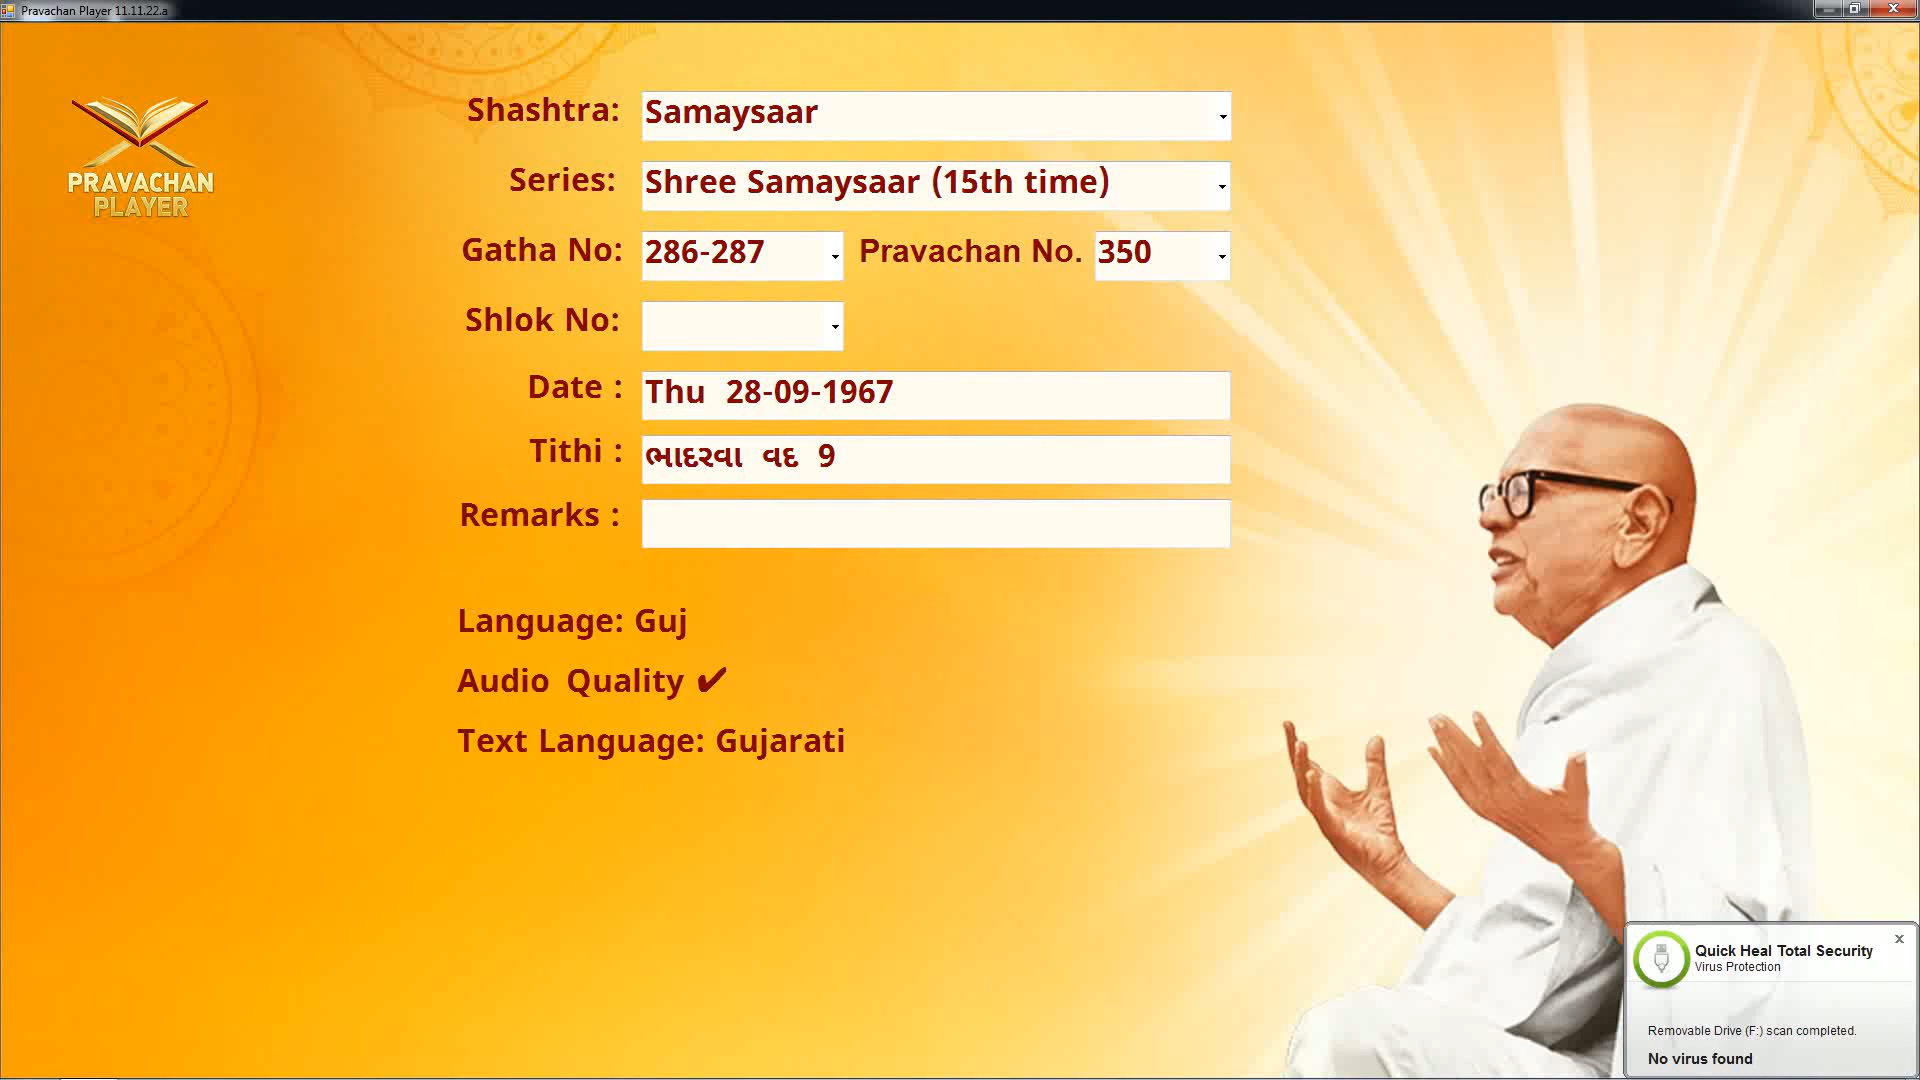 Pravachan Player 11.11.22.a
PRAVACHAN
PLAYER
Shashtra: Samaysaar
Series: Shree Samaysaar (15th time)
Gatha No: 286-287 Pravachan No. 350
Shlok No:
Date : Thu 28-09-1967
Tithi : ભાદરવા વદ 9
Remarks :
Language: Guj
Audio Quality ✔
Text Language: Gujarati
Quick Heal Total Security
Virus Protection
Removable Drive (F:) scan completed.
No virus found